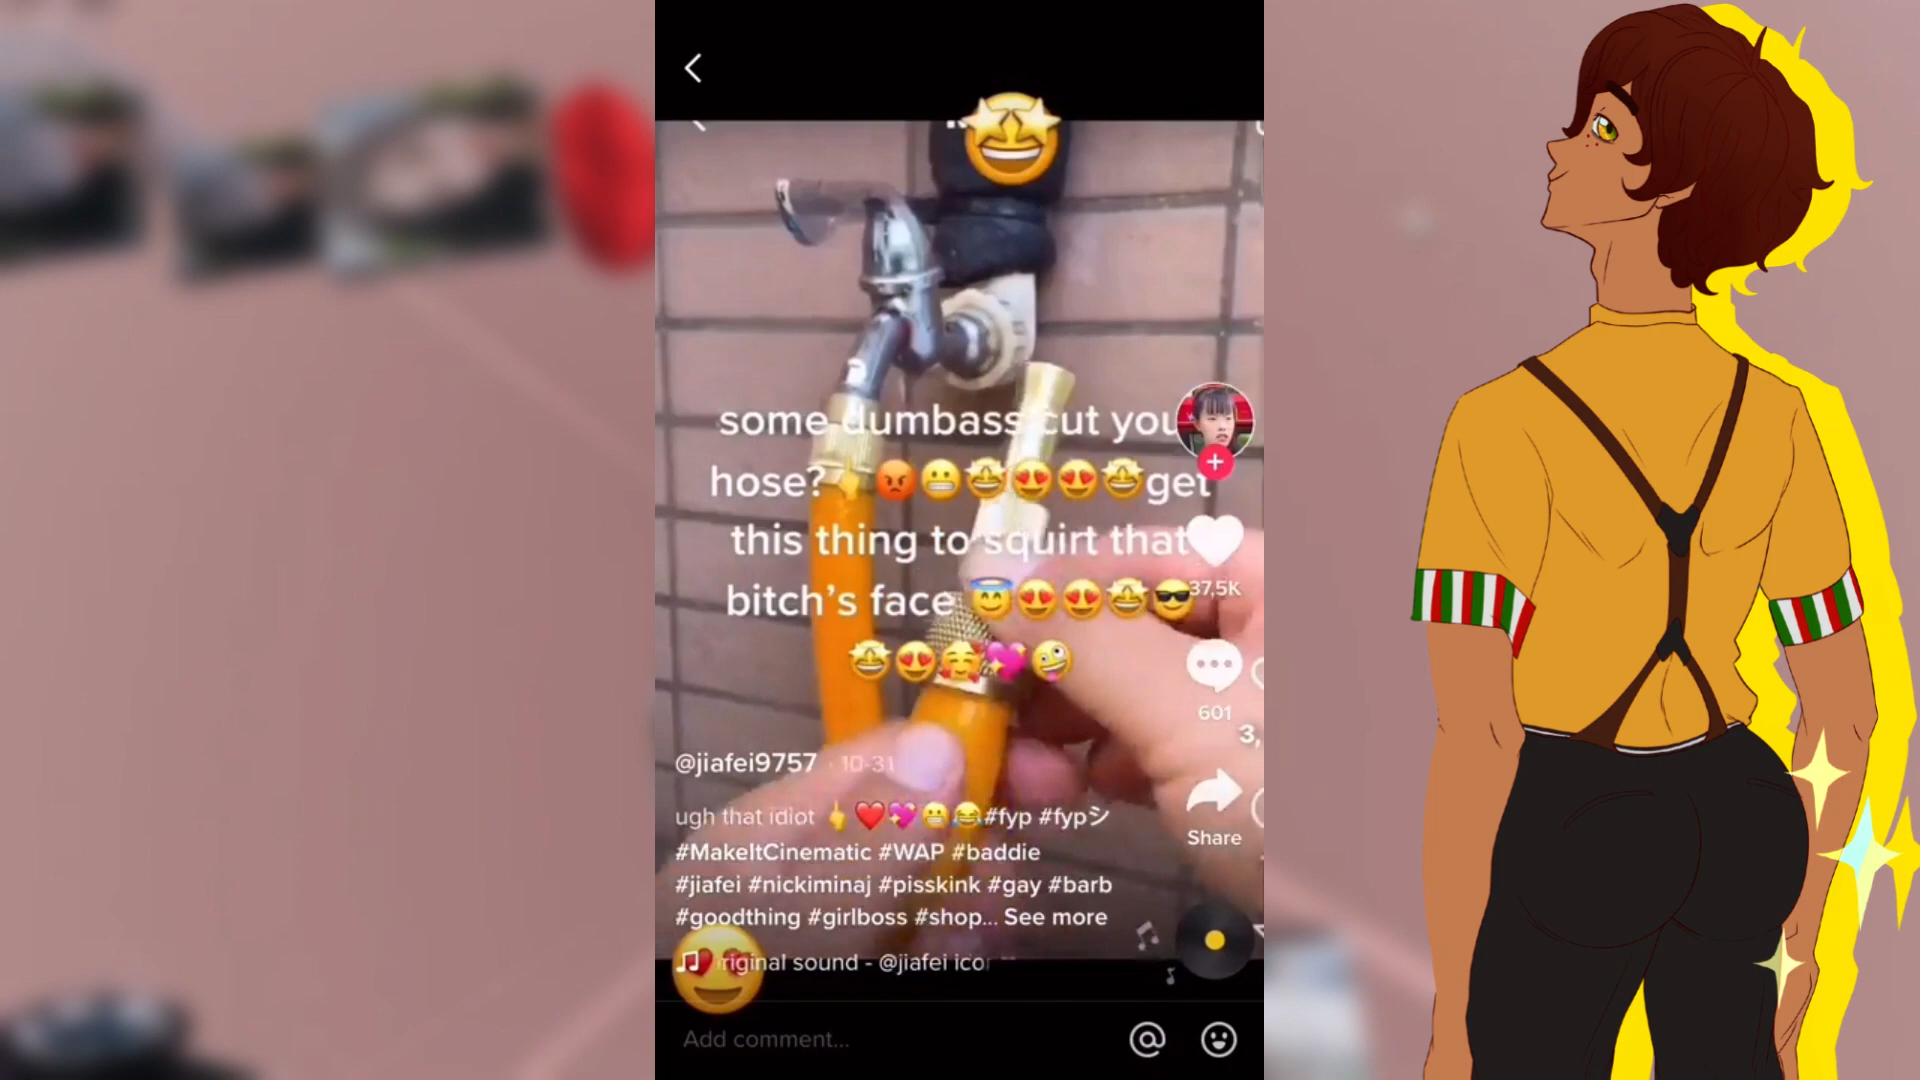 some dumbass cut you
hose?🖕😡😬🤩😍😍🤩get
this thing to squirt that
bitch's face 😇😍😍🤩😎
🤩😍🥰💖🤪
37,5K
601
3,
Share
@jiafei9757 · 10-31
ugh that idiot 🖕❤️💖😬😂#fyp #fypシ
#MakeItCinematic #WAP #baddie
#jiafei #nickiminaj #pisskink #gay #barb
#goodthing #girlboss #shop... See more
riginal sound - @jiafei ico
Add comment...